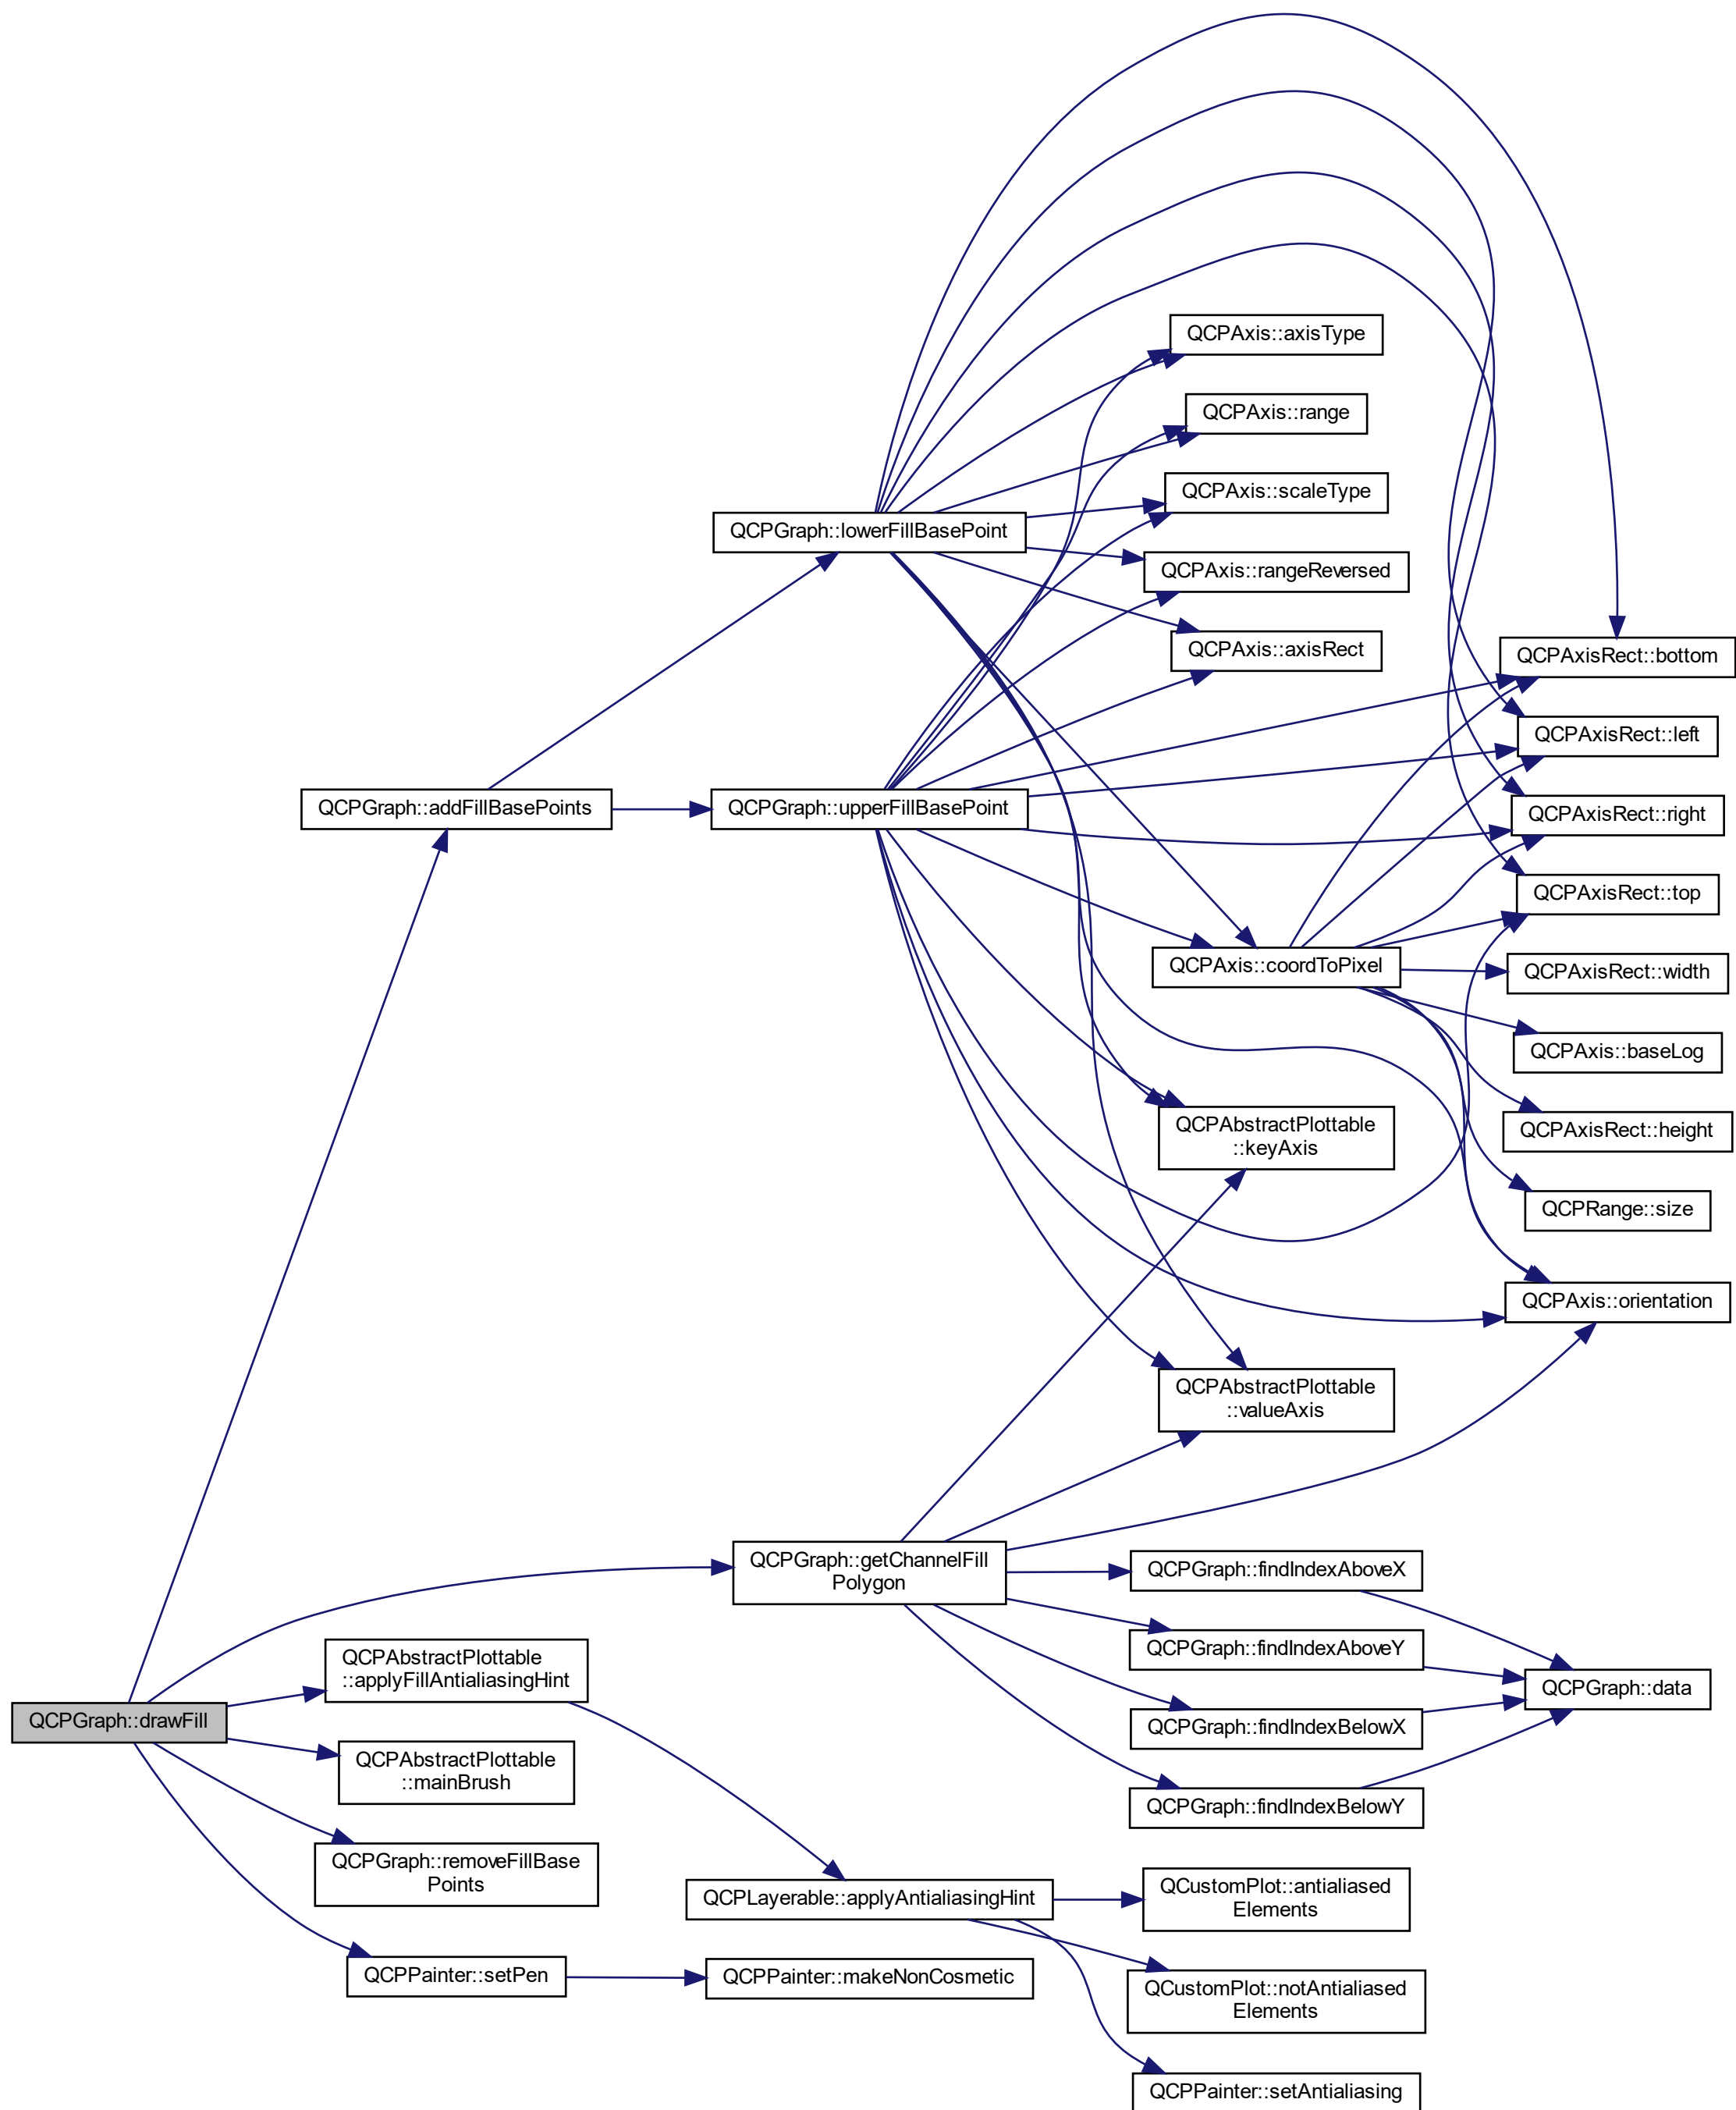 QCPAxis::axisType
QCPAxis::range
QCPAxis::scaleType
QCPGraph::lowerFillBasePoint
QCPAxis::rangeReversed
QCPAxis::axisRect
QCPAxisRect::bottom
QCPAxisRect::left
QCPGraph::addFillBasePoints
QCPGraph::upperFillBasePoint
QCPAxisRect::right
QCPAxisRect::top
QCPAxis::coordToPixel
QCPAxisRect::width
QCPAxis::baseLog
QCPAbstractPlottable
::keyAxis
QCPAxisRect::height
QCPRange::size
QCPAxis::orientation
QCPAbstractPlottable
::valueAxis
QCPGraph::getChannelFill
Polygon
QCPGraph::findIndexAboveX
QCPGraph::findIndexAboveY
QCPAbstractPlottable
::applyFillAntialiasingHint
QCPGraph::data
QCPGraph::drawFill
QCPGraph::findIndexBelowX
QCPAbstractPlottable
::mainBrush
QCPGraph::findIndexBelowY
QCPGraph::removeFillBase
Points
QCPLayerable::applyAntialiasingHint
QCustomPlot::antialiased
Elements
QCPPainter::setPen
QCPPainter::makeNonCosmetic
QCustomPlot::notAntialiased
Elements
QCPPainter::setAntialiasing